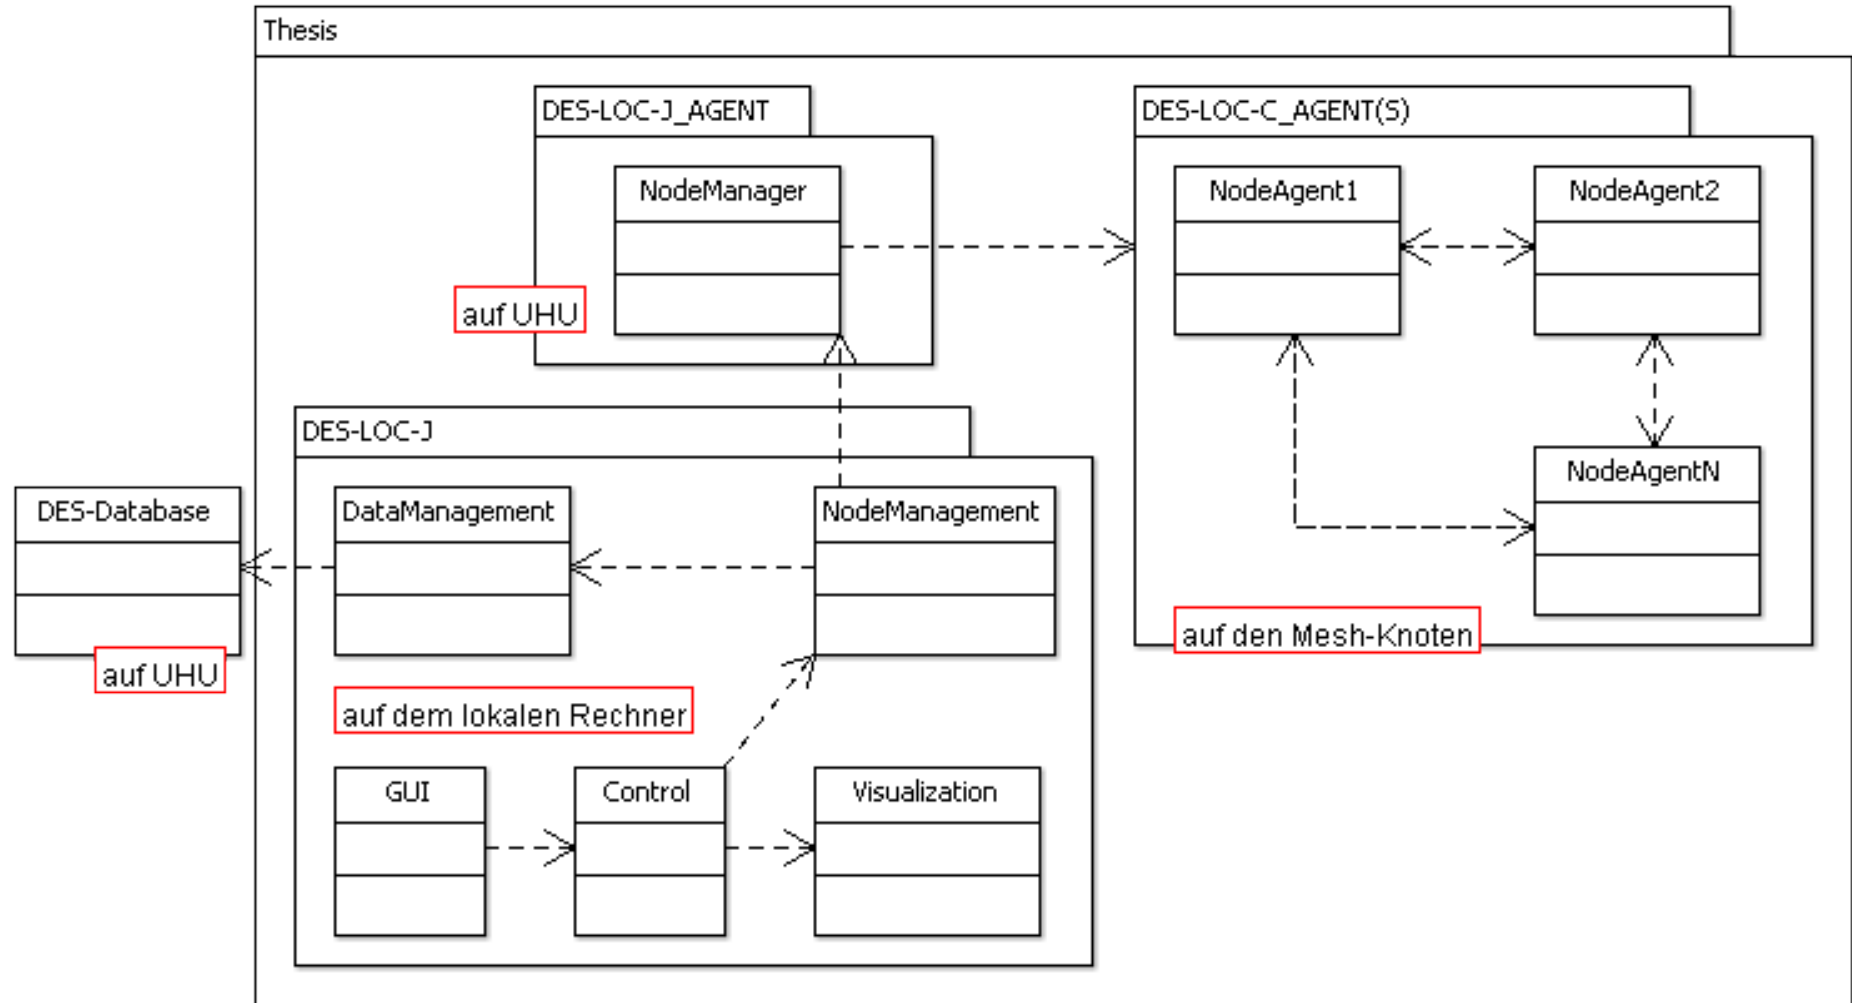 Thesis
DES-LOC-J_AGENT
NodeManager
auf UHU
DES-LOC-C_AGENT(S)
NodeAgent1
NodeAgent2
NodeAgentN
auf den Mesh-Knoten
DES-LOC-J
DES-Database
auf UHU
DataManagement
NodeManagement
auf dem lokalen Rechner
GUI
Control
Visualization